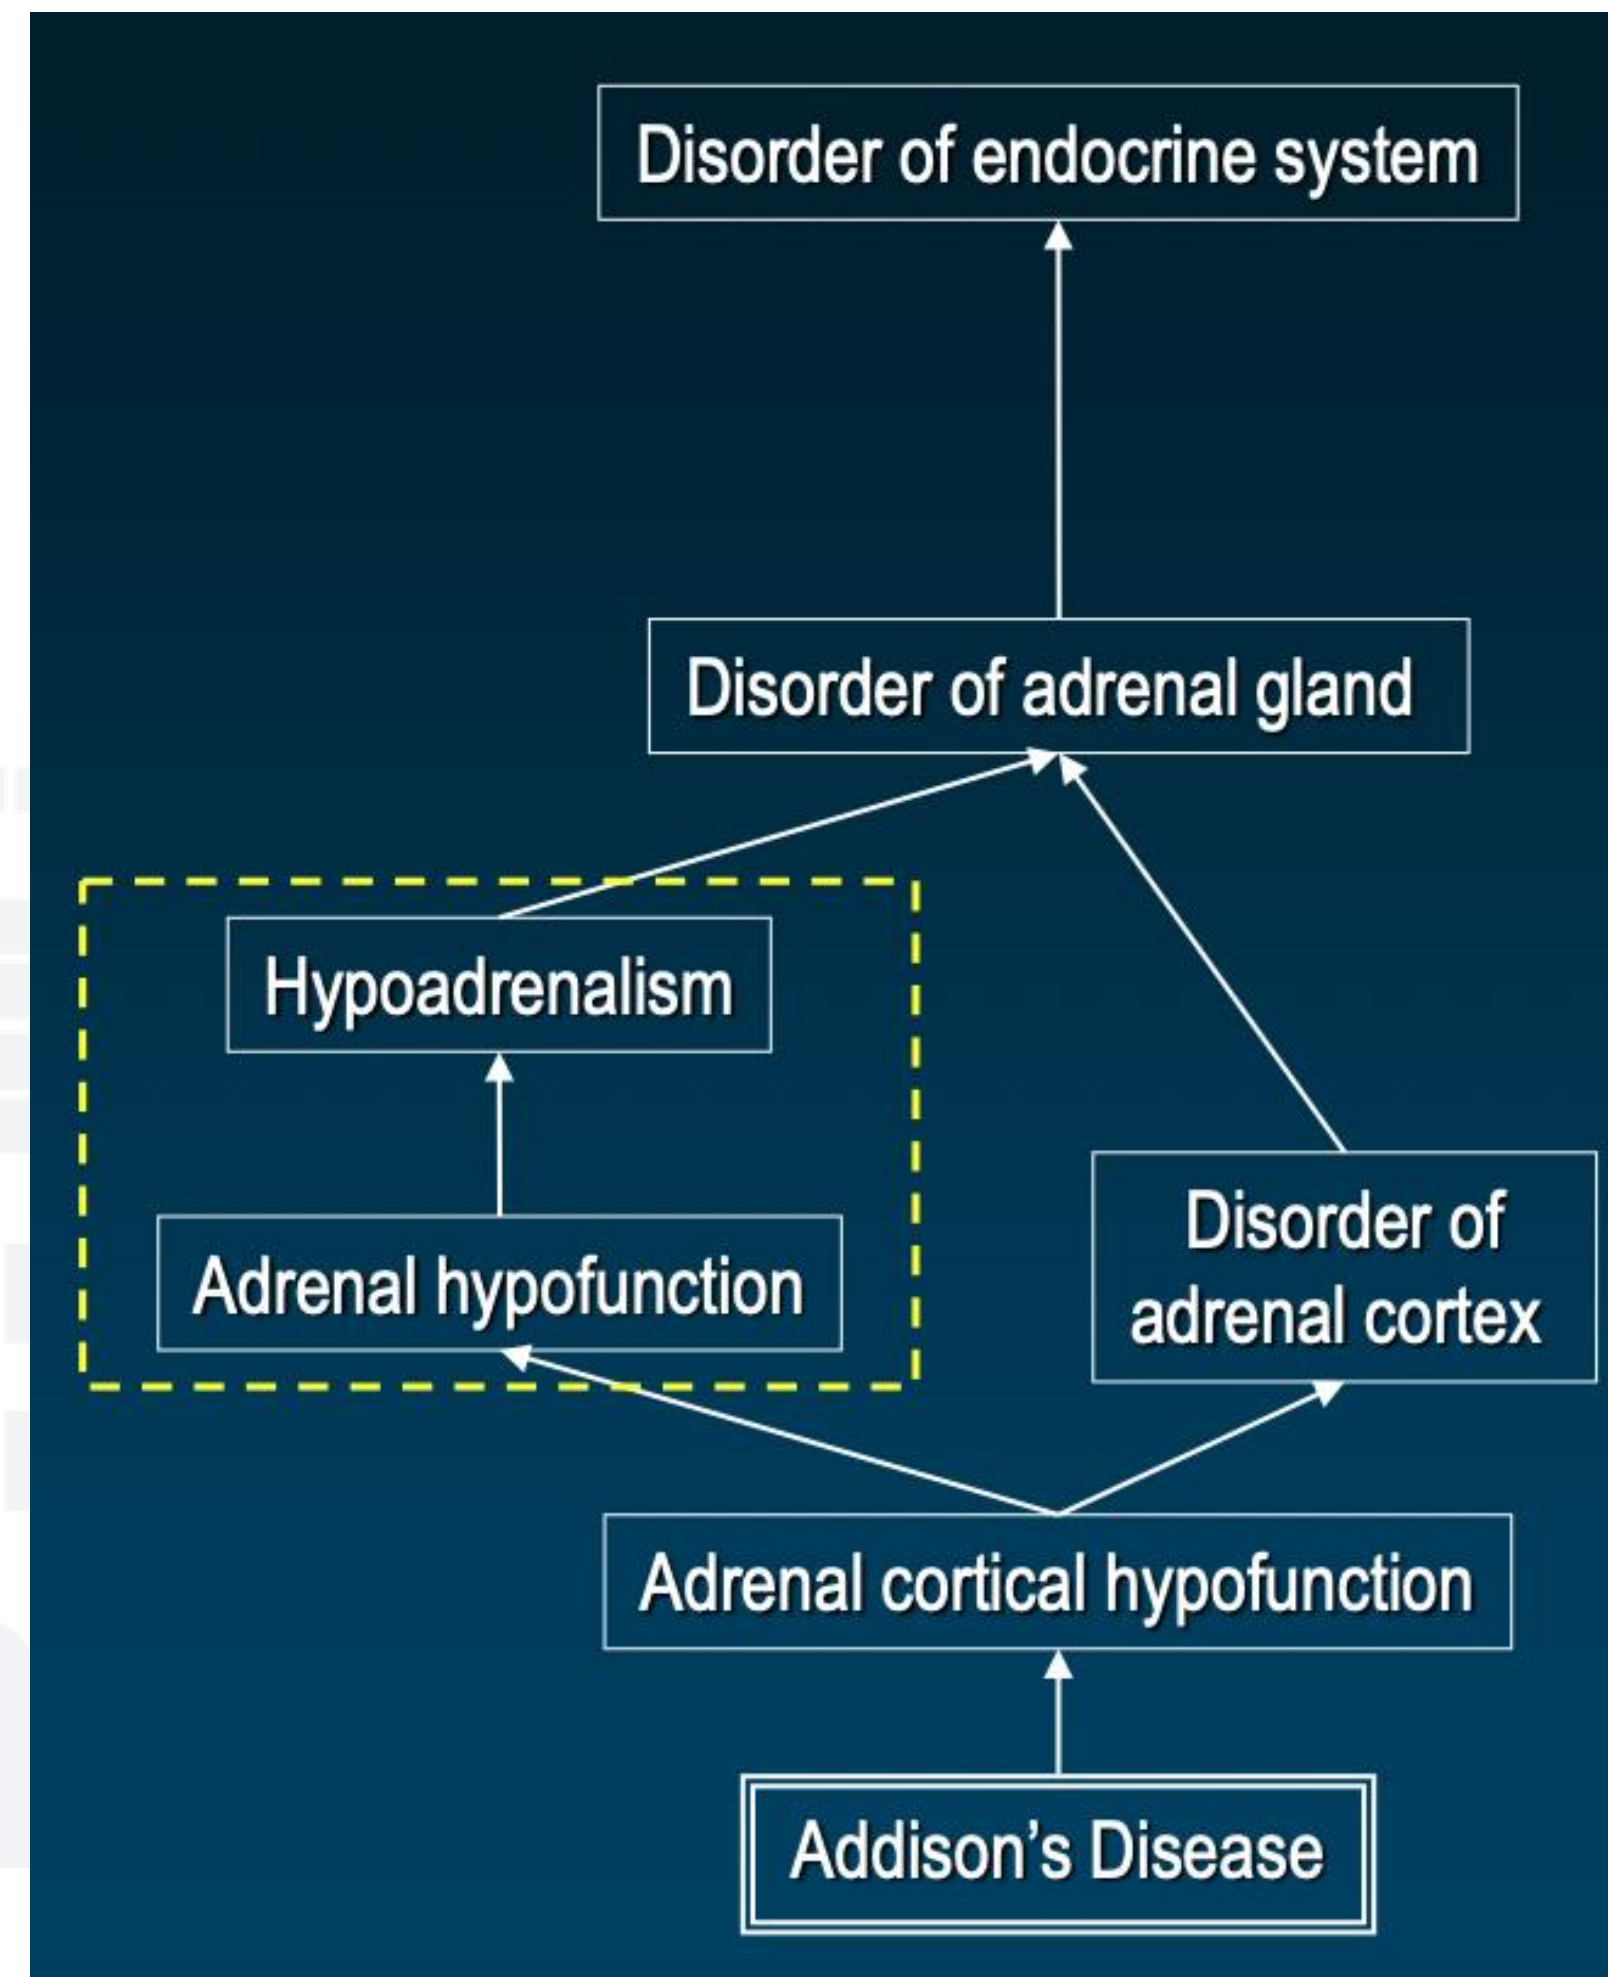 Disorder of endocrine system
Disorder of adrenal gland
Hypoadrenalism
Adrenal hypofunction
Disorder of
adrenal cortex
Adrenal cortical hypofunction
Addison’s Disease